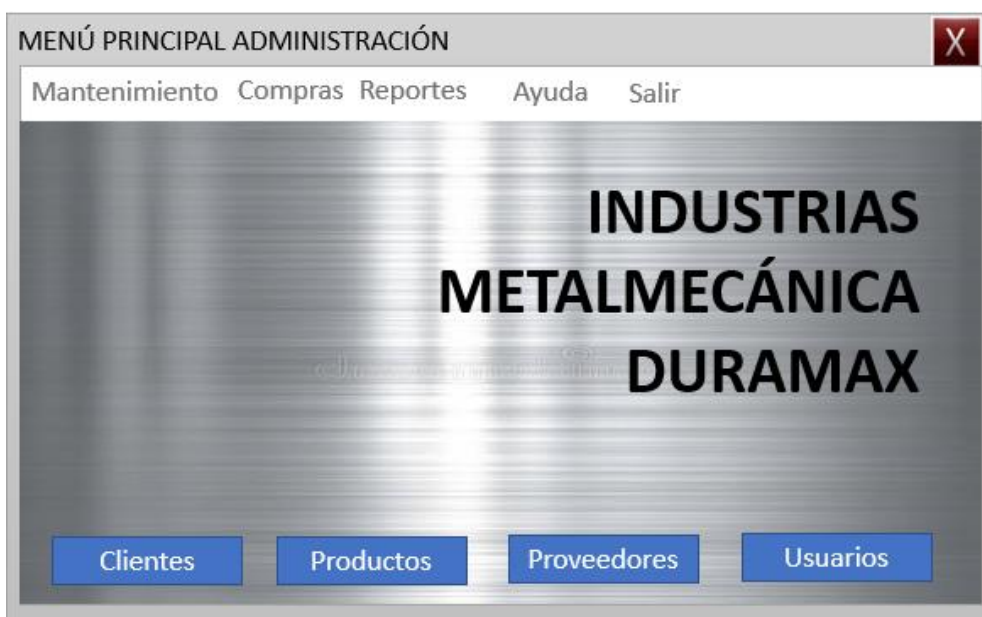 MENÚ PRINCIPAL ADMINISTRACIÓN X
Mantenimiento Compras Reportes Ayuda Salir
INDUSTRIAS
METALMECÁNICA
DURAMAX
Clientes Productos Proveedores Usuarios